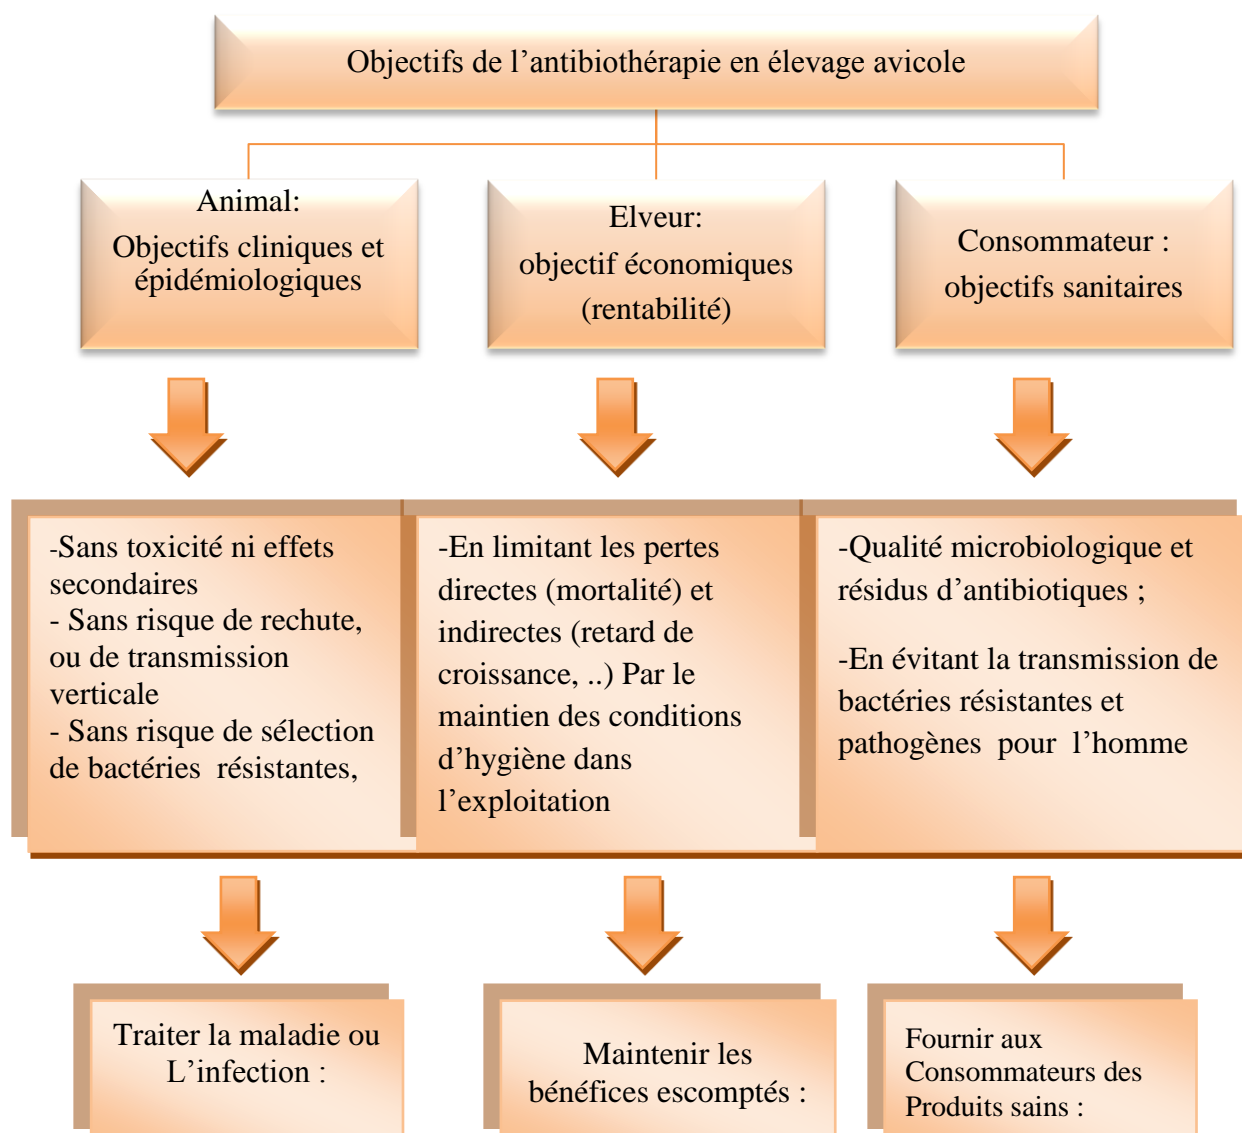 Objectifs de l’antibiothérapie en élevage avicole
Animal:
Objectifs cliniques et
épidémiologiques
Elveur:
objectif économiques
(rentabilité)
Consommateur :
objectifs sanitaires
-Sans toxicité ni effets
secondaires
- Sans risque de rechute,
ou de transmission
verticale
- Sans risque de sélection
de bactéries résistantes,
-En limitant les pertes
directes (mortalité) et
indirectes (retard de
croissance, ..) Par le
maintien des conditions
d’hygiène dans
l’exploitation
-Qualité microbiologique et
résidus d’antibiotiques ;
-En évitant la transmission de
bactéries résistantes et
pathogènes pour l’homme
Traiter la maladie ou
L’infection :
Maintenir les
bénéfices escomptés :
Fournir aux
Consommateurs des
Produits sains :